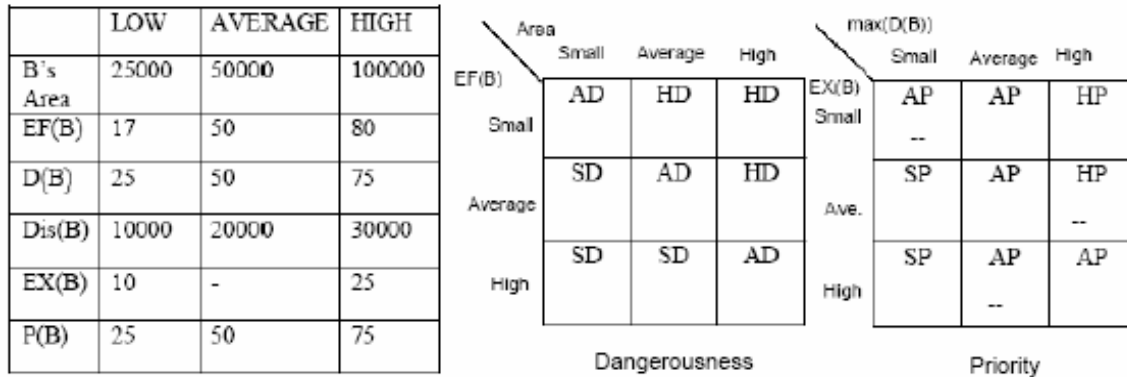 LOW AVERAGE HIGH
B's Area 25000 50000 100000
EF(B) 17 50 80
D(B) 25 50 75
Dis(B) 10000 20000 30000
EX(B) 10 - 25
P(B) 25 50 75
Area
Small Average High
EF(B)
Small AD HD HD
Average SD AD HD
High SD SD AD
Dangerousness
max(D(B))
Small Average High
EX(B)
Small AP AP HP
--
Ave. SP AP HP
--
High SP AP AP
--
Priority